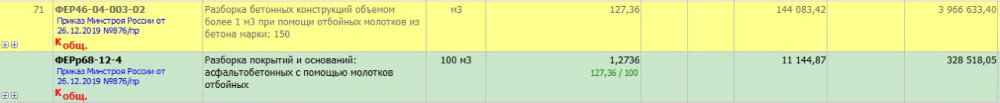 71 ФЕР46-04-003-02 Разборка бетонных конструкций объемом м3 127,36 144 083,42 3 966 633,40
Приказ Минстроя России от более 1 м3 при помощи отбойных молотков из
26.12.2019 №876/пр бетона марки: 150
К общ.
ФЕРр68-12-4 Разборка покрытий и оснований: 100 м3 1,2736 11 144,87 328 518,05
Приказ Минстроя России от асфальтобетонных с помощью молотков 127,36 / 100
26.12.2019 №876/пр отбойных
К общ.